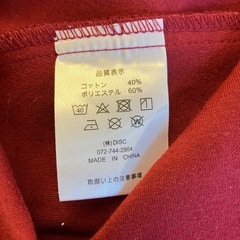 品質表示
コットン 40%
ポリエステル 60%
40
(株)DISC
072-744-2864
MADE IN CHINA
取扱い上の注意事項